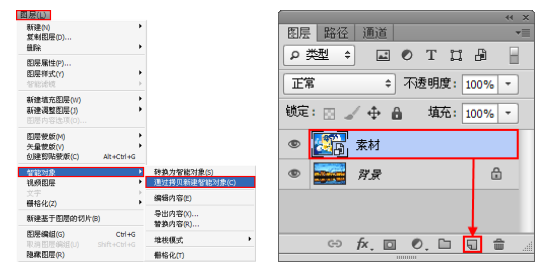 图层(L)
新建(N)
复制图层(D)...
删除
图层属性(P)...
图层样式(Y)
智能滤镜
新建填充图层(W)
新建调整图层(J)
图层内容选项(O)...
图层蒙版(M)
矢量蒙版(V)
创建剪贴蒙版(C) Alt+Ctrl+G
智能对象
视频图层
文字
栅格化(Z)
新建基于图层的切片(B)
图层编组(G) Ctrl+G
取消图层编组(U) Shift+Ctrl+G
隐藏图层(R)
转换为智能对象(S)
通过拷贝新建智能对象(C)
编辑内容(E)
导出内容(X)...
替换内容(R)...
堆栈模式
栅格化(T)
图层 路径 通道
类型
正常 不透明度: 100%
锁定: 填充: 100%
素材
背景
fx